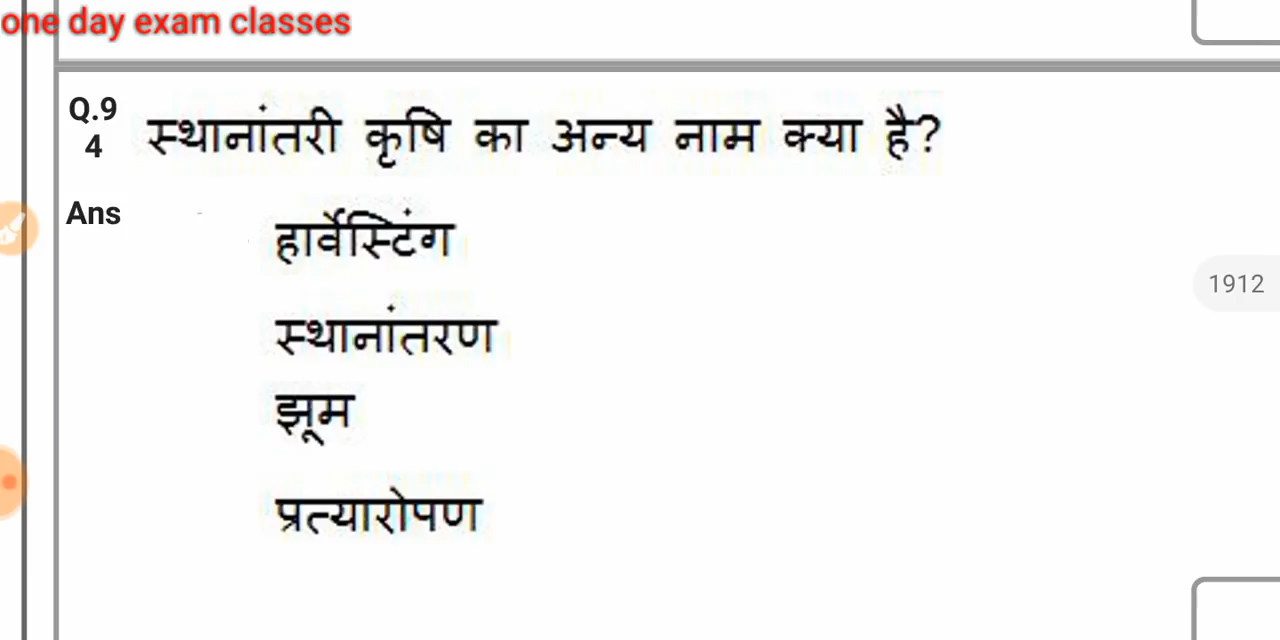 one day exam classes
Q.9
4
स्थानांतरी कृषि का अन्य नाम क्या है?
Ans
हार्वेस्टिंग
स्थानांतरण
1912
झूम
प्रत्यारोपण